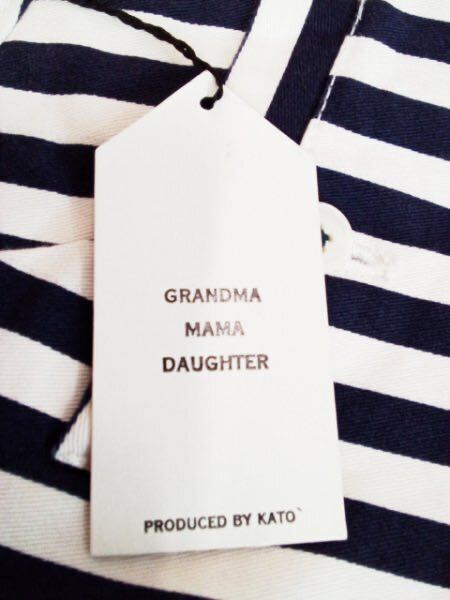 GRANDMA
MAMA
DAUGHTER
PRODUCED BY KATO`